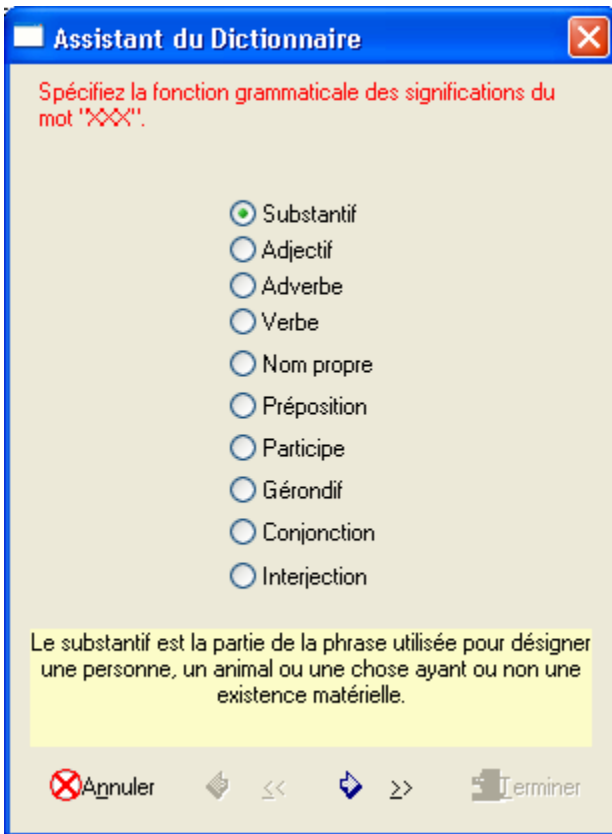 Assistant du Dictionnaire
Spécifiez la fonction grammaticale des significations du
mot "XXX".
Substantif
Adjectif
Adverbe
Verbe
Nom propre
Préposition
Participe
Gérondif
Conjonction
Interjection
Le substantif est la partie de la phrase utilisée pour désigner
une personne, un animal ou une chose ayant ou non une
existence matérielle.
Annuler << >> Terminer